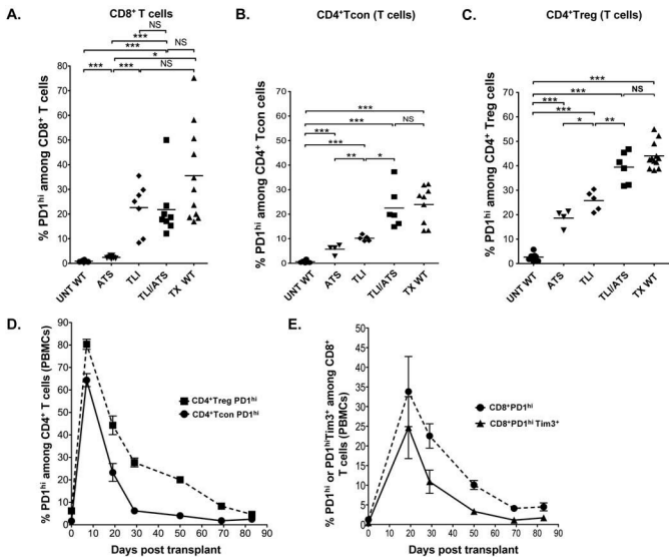 A.
CD8+ T cells
NS
***
NS
***
*
***
***
NS
% PD1hi among CD8+ T cells
80
70
60
50
40
30
20
10
0
UNT WT
ATS
TLI
TLI/ATS
TX WT
B.
CD4+Tcon (T cells)
***
***
NS
***
***
**
*
% PD1hi among CD4+ Tcon cells
60
50
40
30
20
10
0
UNT WT
ATS
TLI
TLI/ATS
TX WT
C.
CD4+Treg (T cells)
***
***
NS
***
***
*
**
% PD1hi among CD4+ Treg cells
70
60
50
40
30
20
10
0
UNT WT
ATS
TLI
TLI/ATS
TX WT
D.
% PD1hi among CD4+ T cells (PBMCs)
90
80
70
60
50
40
30
20
10
0
CD4+Treg PD1hi
CD4+Tcon PD1hi
0 10 20 30 40 50 60 70 80 90
Days post transplant
E.
% PD1hi or PD1hiTim3+ among CD8+
T cells (PBMCs)
50
45
40
35
30
25
20
15
10
5
0
CD8+PD1hi
CD8+PD1hi Tim3+
0 10 20 30 40 50 60 70 80 90
Days post transplant